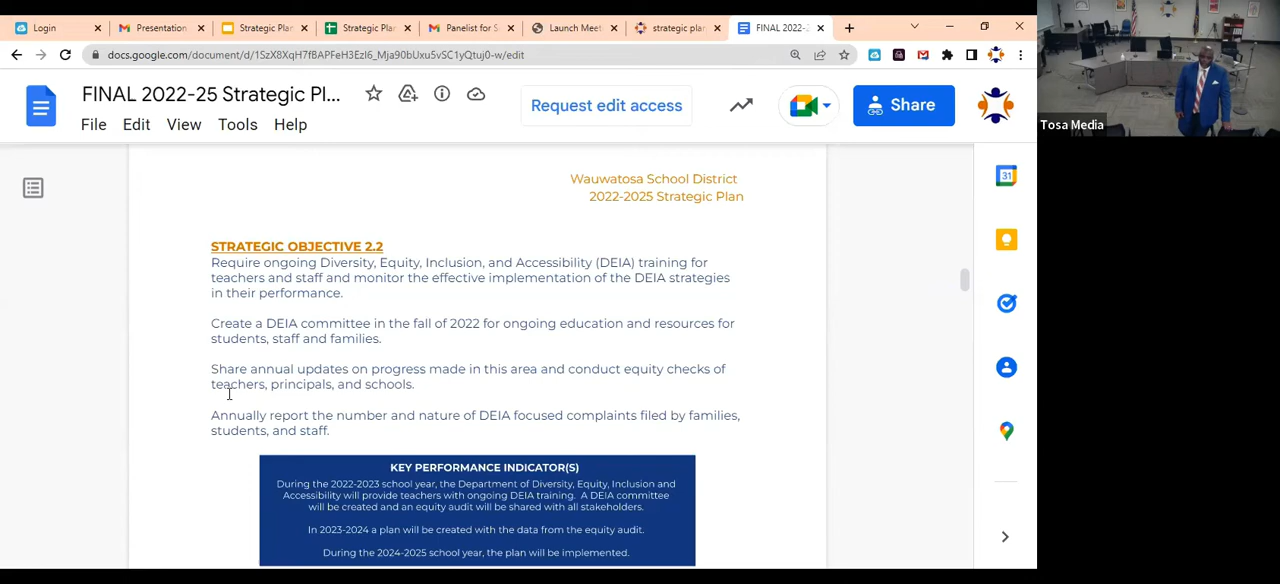 Login
Presentation
Strategic Plan
Strategic Plan
Panelist for S
Launch Meet
strategic plan
FINAL 2022-2
docs.google.com/document/d/1SzX8XqH7fBAPFeH3EzI6_Mja90bUxu5vSC1yQtuj0-w/edit
FINAL 2022-25 Strategic Pl...
File Edit View Tools Help
Request edit access
Share
Tosa Media
31
Wauwatosa School District
2022-2025 Strategic Plan
STRATEGIC OBJECTIVE 2.2
Require ongoing Diversity, Equity, Inclusion, and Accessibility (DEIA) training for
teachers and staff and monitor the effective implementation of the DEIA strategies
in their performance.
Create a DEIA committee in the fall of 2022 for ongoing education and resources for
students, staff and families.
Share annual updates on progress made in this area and conduct equity checks of
teachers, principals, and schools.
Annually report the number and nature of DEIA focused complaints filed by families,
students, and staff.
KEY PERFORMANCE INDICATOR(S)
During the 2022-2023 school year, the Department of Diversity, Equity, Inclusion and
Accessibility will provide teachers with ongoing DEIA training. A DEIA committee
will be created and an equity audit will be shared with all stakeholders.
In 2023-2024 a plan will be created with the data from the equity audit.
During the 2024-2025 school year, the plan will be implemented.